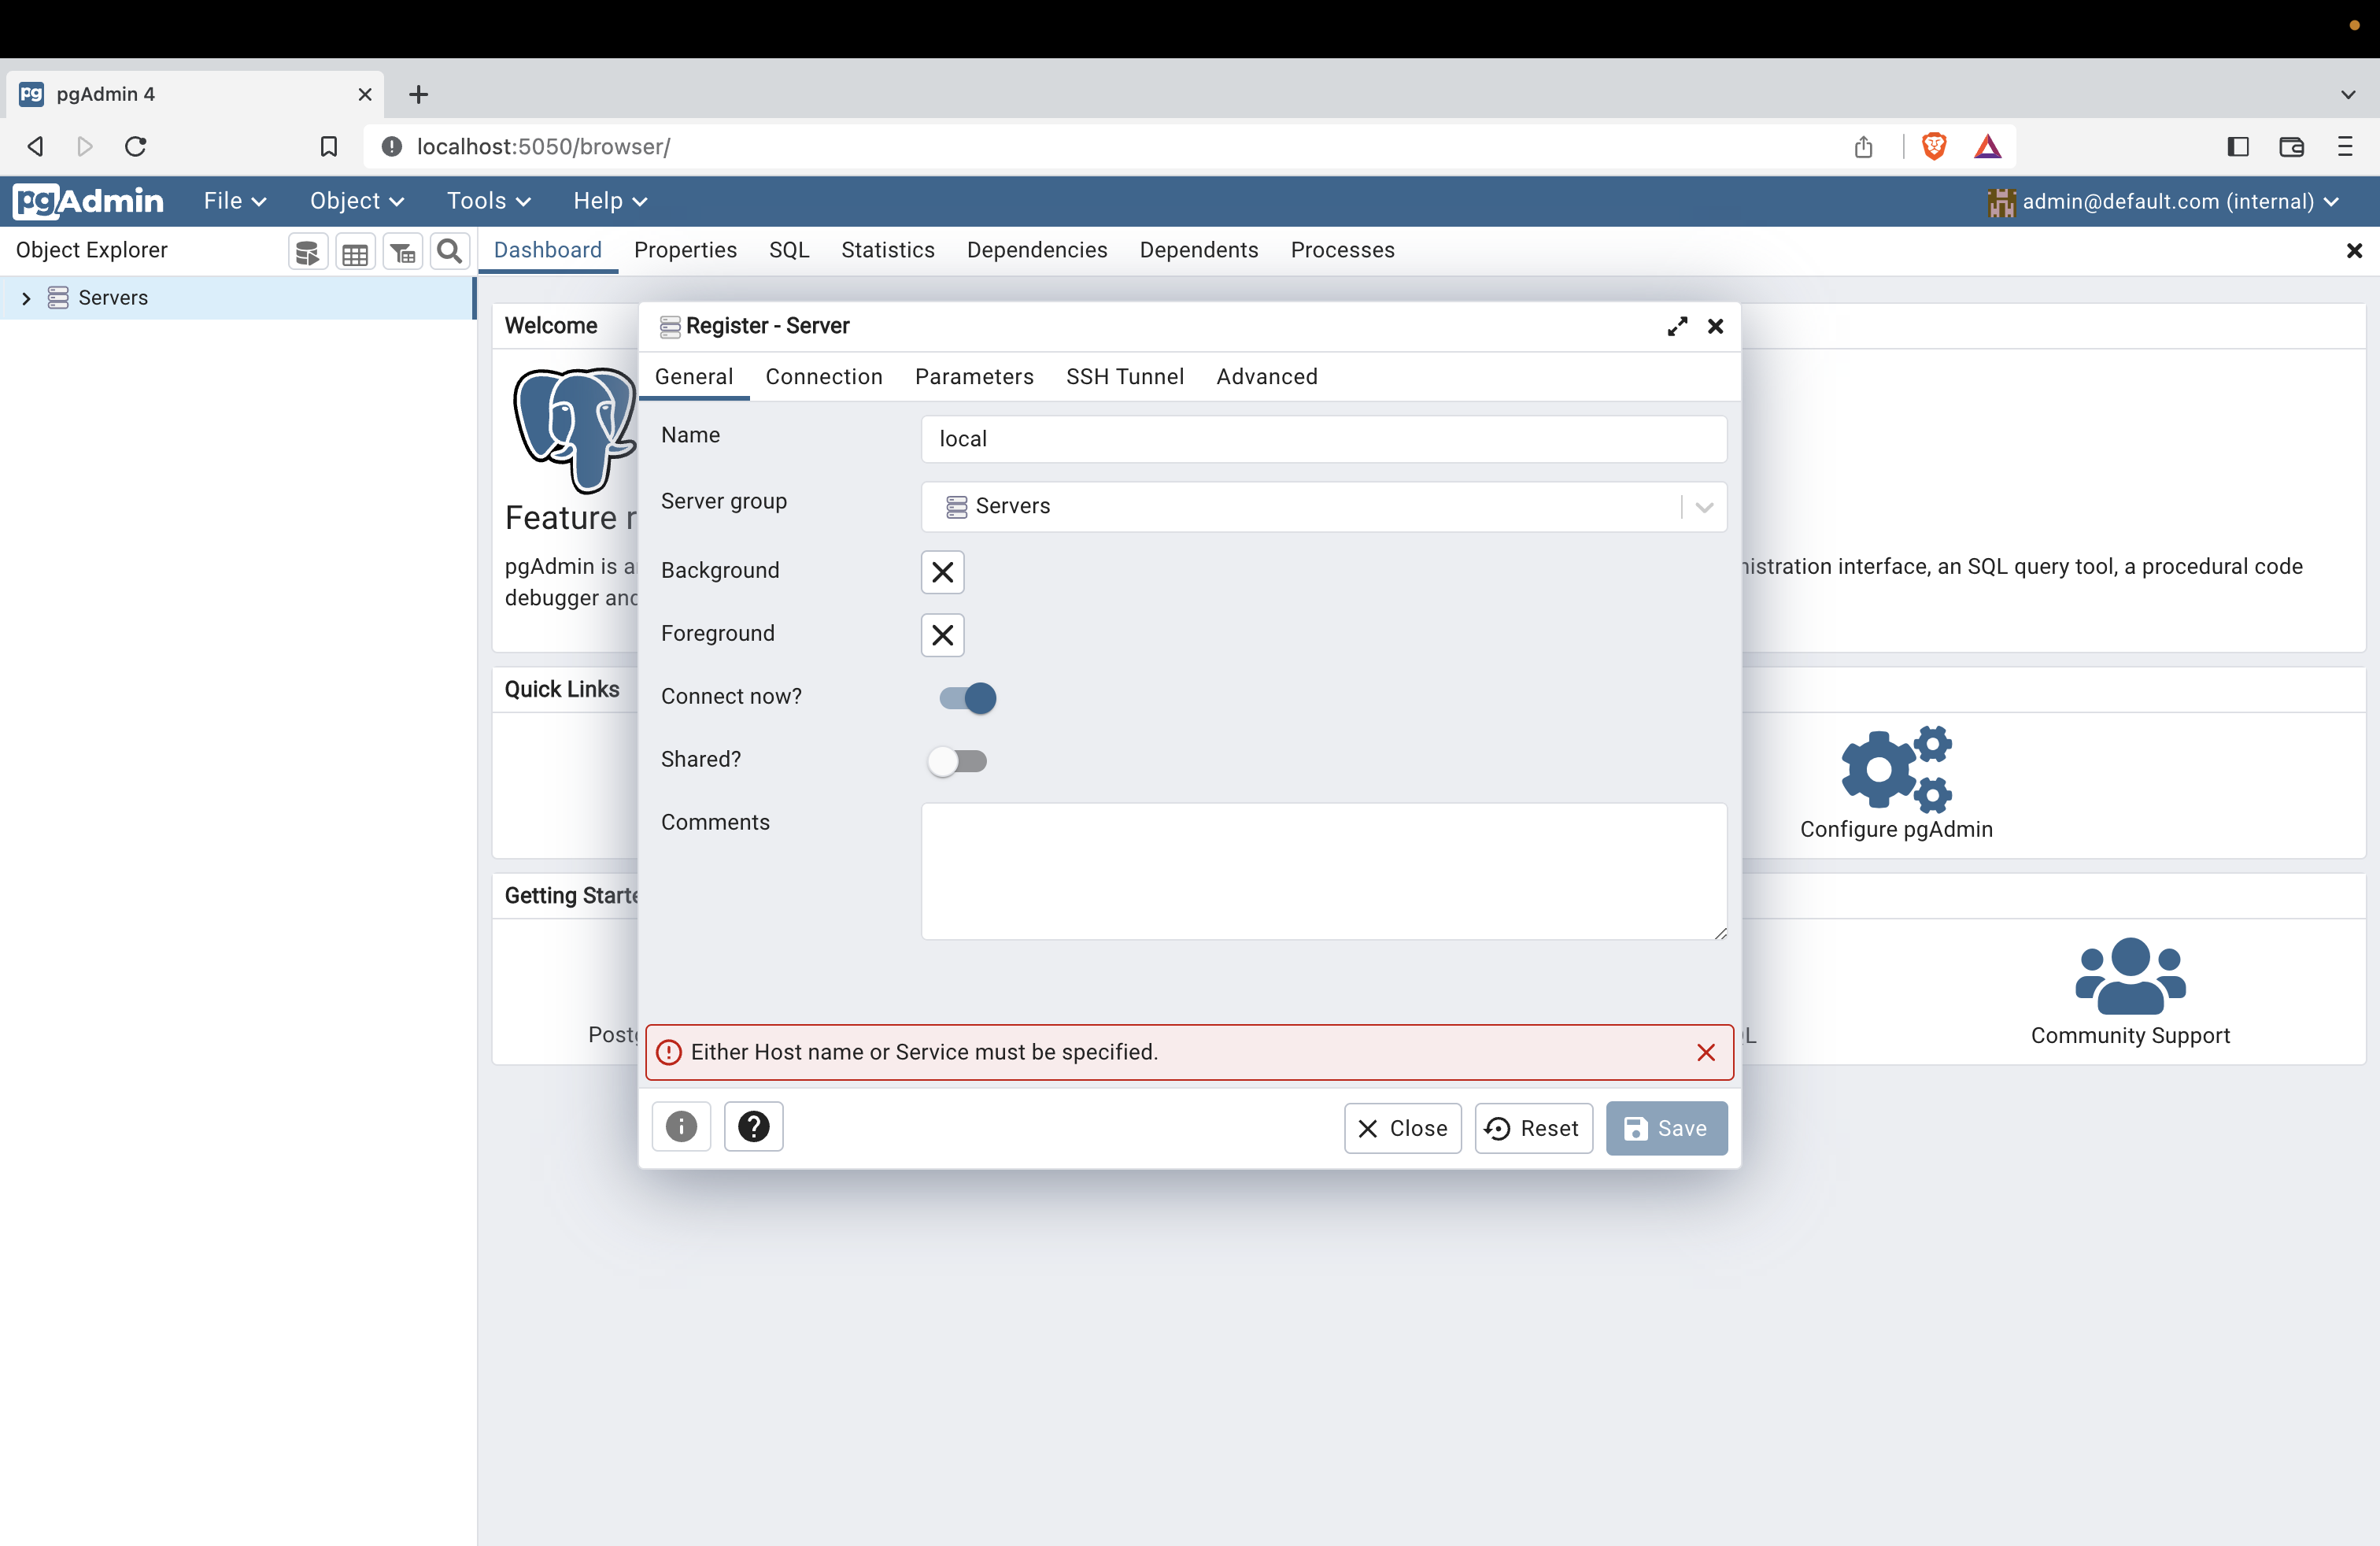 pgAdmin 4
localhost:5050/browser/
pgAdmin File Object Tools Help admin@default.com (internal)
Object Explorer
Dashboard Properties SQL Statistics Dependencies Dependents Processes
Servers
Welcome
Feature
pgAdmin is
debugger
istration interface, an SQL query tool, a procedural code
Quick Links
Configure pgAdmin
Getting
Community Support
Register - Server
General Connection Parameters SSH Tunnel Advanced
Name local
Server group Servers
Background
Foreground
Connect now?
Shared?
Comments
Either Host name or Service must be specified.
Close Reset Save